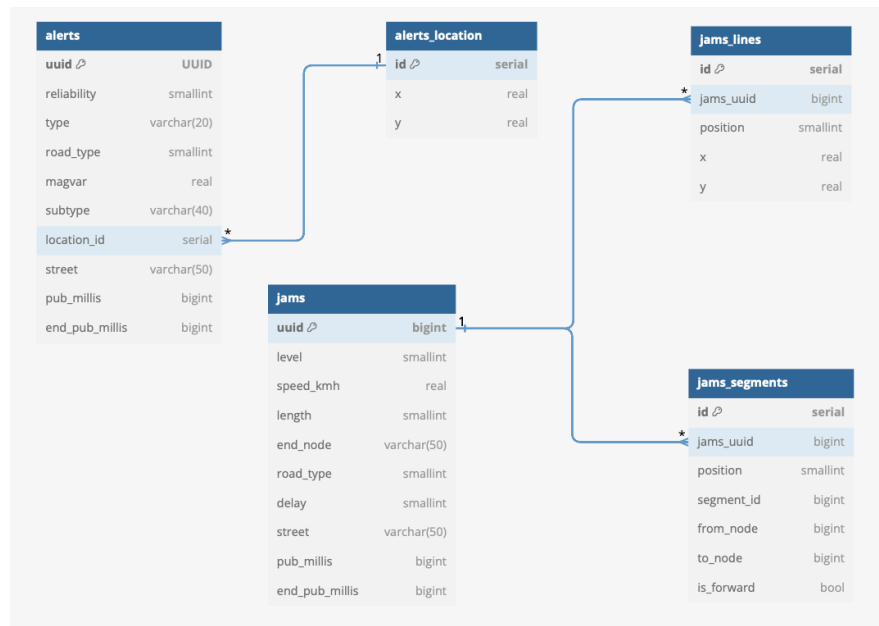 alerts
uuid UUID
reliability smallint
type varchar(20)
road_type smallint
magvar real
subtype varchar(40)
location_id serial
street varchar(50)
pub_millis bigint
end_pub_millis bigint
*
1
alerts_location
id serial
x real
y real
jams
uuid bigint
level smallint
speed_kmh real
length smallint
end_node varchar(50)
road_type smallint
delay smallint
street varchar(50)
pub_millis bigint
end_pub_millis bigint
1
*
jams_lines
id serial
jams_uuid bigint
position smallint
x real
y real
*
jams_segments
id serial
jams_uuid bigint
position smallint
segment_id bigint
from_node bigint
to_node bigint
is_forward bool